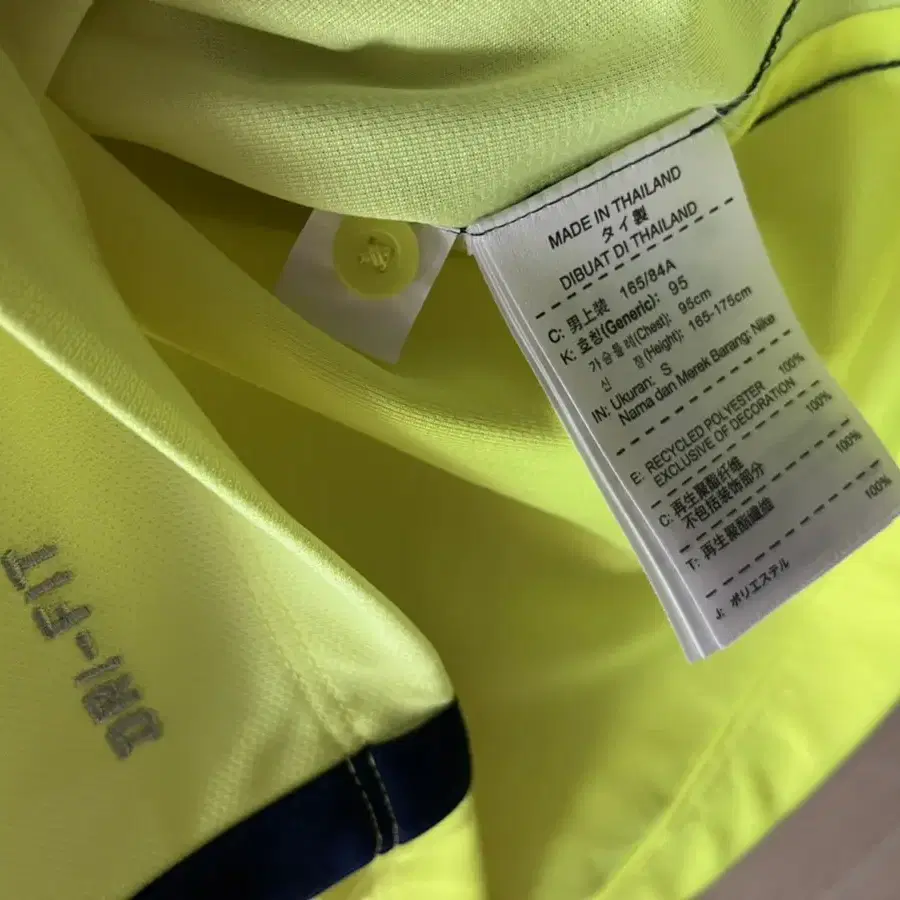 MADE IN THAILAND
タイ製
DIBUAT DI THAILAND
C: 男上装 165/84A
K: 호칭(Generic): 95
가슴둘레(Chest): 95cm
신 장(Height): 165-175cm
IN: Ukuran: S
Nama dan Merek Barang: Nike
E: RECYCLED POLYESTER 100%
EXCLUSIVE OF DECORATION
C: 再生聚酯纤维 100%
不包括装饰部分
T: 再生聚酯纖維 100%
J: ポリエステル 100%
DRI-FIT